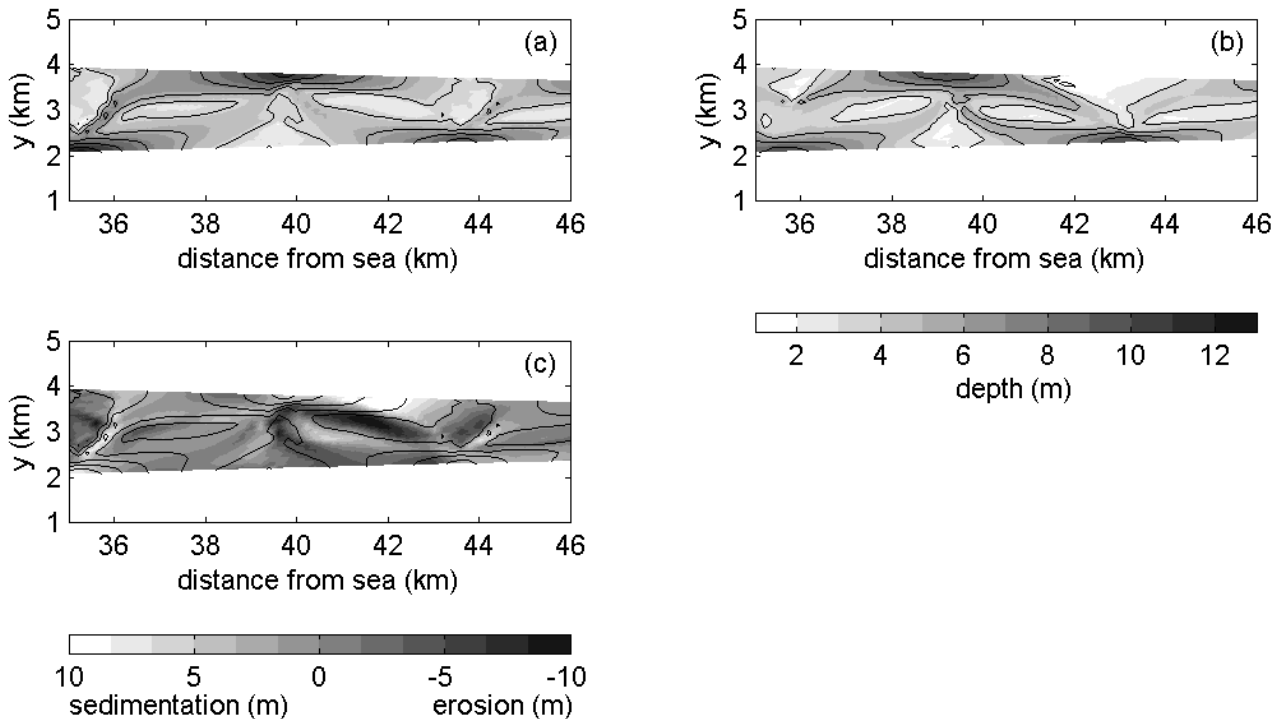 5 4 3 2 1
y (km)
(a)
36 38 40 42 44 46
distance from sea (km)
5 4 3 2 1
y (km)
(b)
36 38 40 42 44 46
distance from sea (km)
2 4 6 8 10 12
depth (m)
5 4 3 2 1
y (km)
(c)
36 38 40 42 44 46
distance from sea (km)
10 5 0 -5 -10
sedimentation (m) erosion (m)